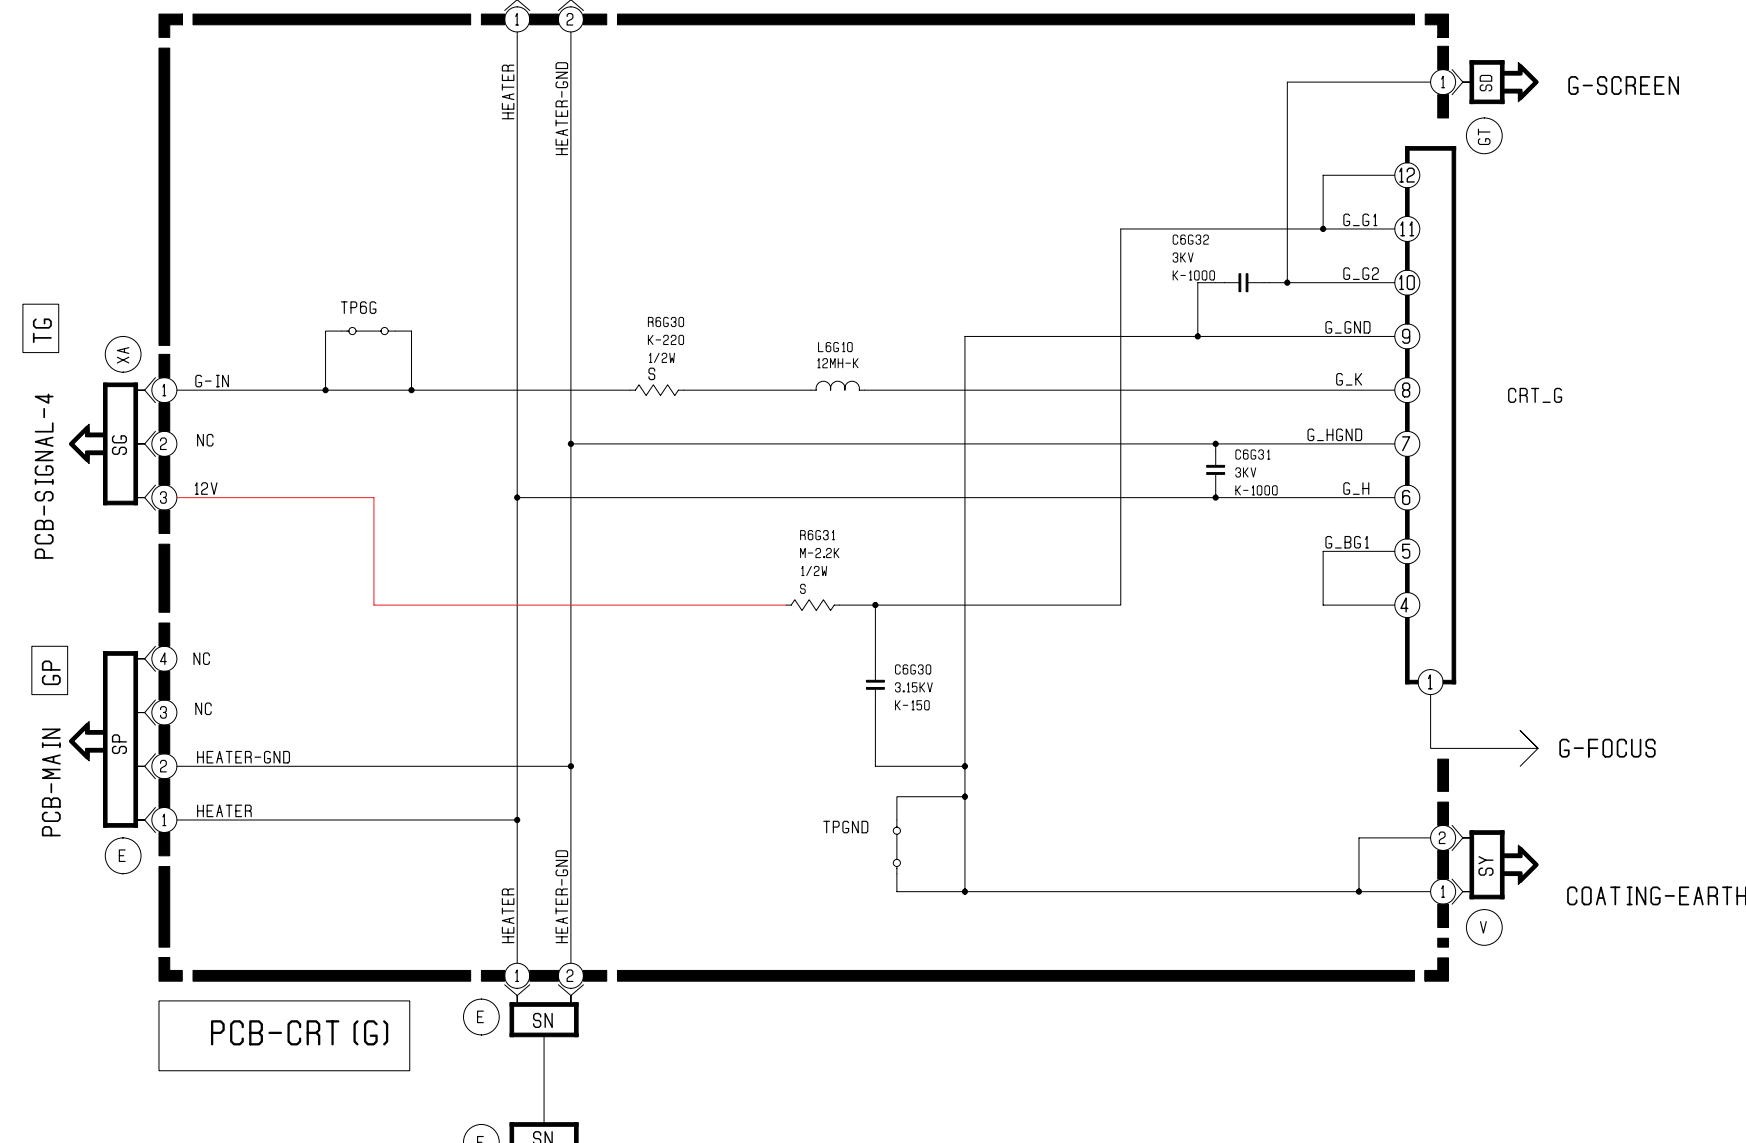 1
2
HEATER
HEATER-GND
1
SD
G-SCREEN
GT
12
G_G1
11
C6G32
3KV
K-1000
G_G2
10
G_GND
9
TG
XA
TP6G
R6G30
K-220
1/2W
S
L6G10
12MH-K
G_K
8
CRT_G
PCB-SIGNAL-4
SG
1
G-IN
2
NC
3
12V
G_HGND
7
C6G31
3KV
K-1000
G_H
6
R6G31
M-2.2K
1/2W
S
G_BG1
5
4
GP
PCB-MAIN
SP
4
NC
3
NC
2
HEATER-GND
1
HEATER
E
C6G30
3.15KV
K-150
1
G-FOCUS
TPGND
2
1
SY
COATING-EARTH
V
HEATER
HEATER-GND
1
2
PCB-CRT (G)
E
SN
E
SN